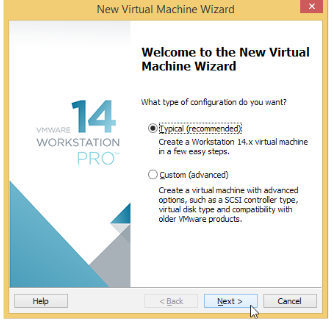 New Virtual Machine Wizard
Welcome to the New Virtual
Machine Wizard
VMWARE 14
WORKSTATION
PRO™
What type of configuration do you want?
Typical (recommended)
Create a Workstation 14.x virtual machine
in a few easy steps.
Custom (advanced)
Create a virtual machine with advanced
options, such as a SCSI controller type,
virtual disk type and compatibility with
older VMware products.
Help
< Back
Next >
Cancel